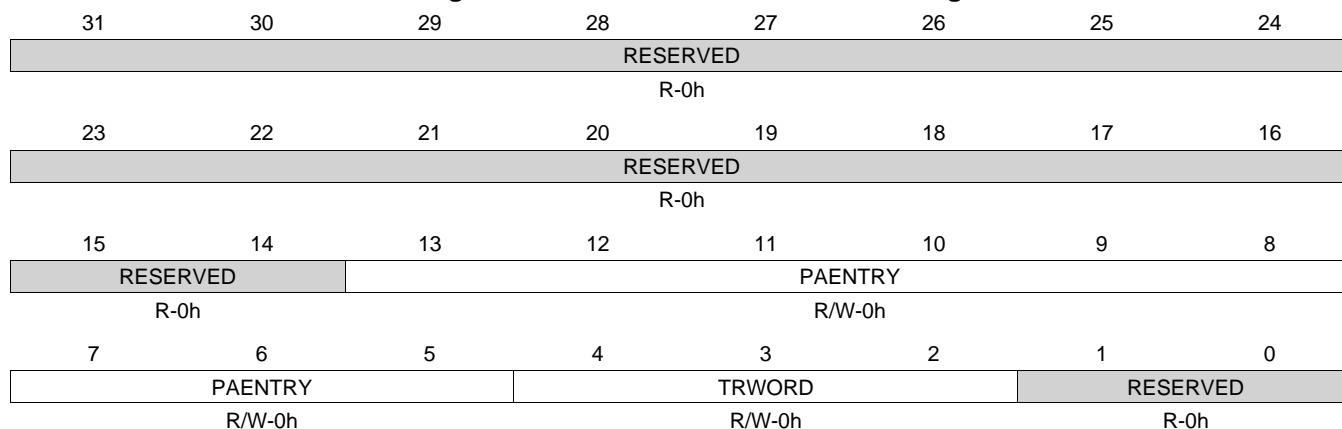 31 30 29 28 27 26 25 24
RESERVED
R-0h
23 22 21 20 19 18 17 16
RESERVED
R-0h
15 14 13 12 11 10 9 8
RESERVED PAENTRY
R-0h R/W-0h
7 6 5 4 3 2 1 0
PAENTRY TRWORD RESERVED
R/W-0h R/W-0h R-0h